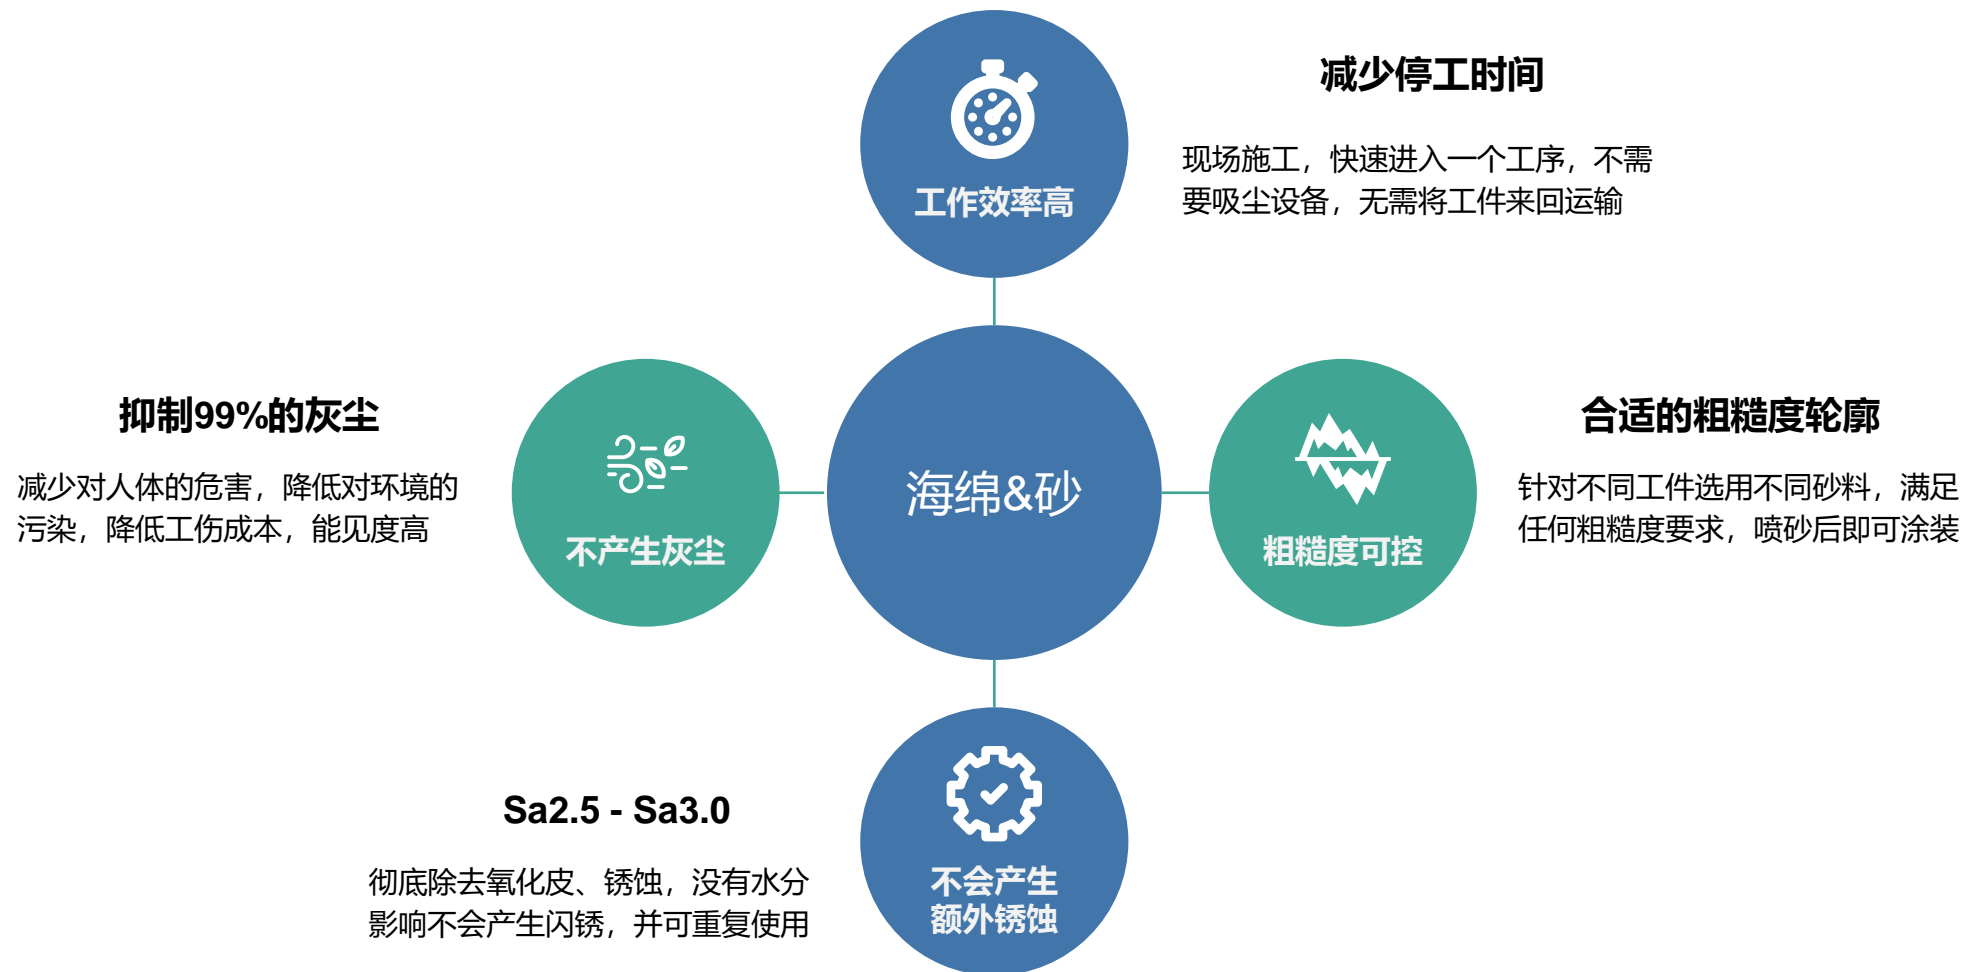 工作效率高
减少停工时间
现场施工，快速进入一个工序，不需
要吸尘设备，无需将工件来回运输
抑制99%的灰尘
减少对人体的危害，降低对环境的
污染，降低工伤成本，能见度高
不产生灰尘
海绵&砂
粗糙度可控
合适的粗糙度轮廓
针对不同工件选用不同砂料，满足
任何粗糙度要求，喷砂后即可涂装
Sa2.5 - Sa3.0
彻底除去氧化皮、锈蚀，没有水分
影响不会产生闪锈，并可重复使用
不会产生
额外锈蚀